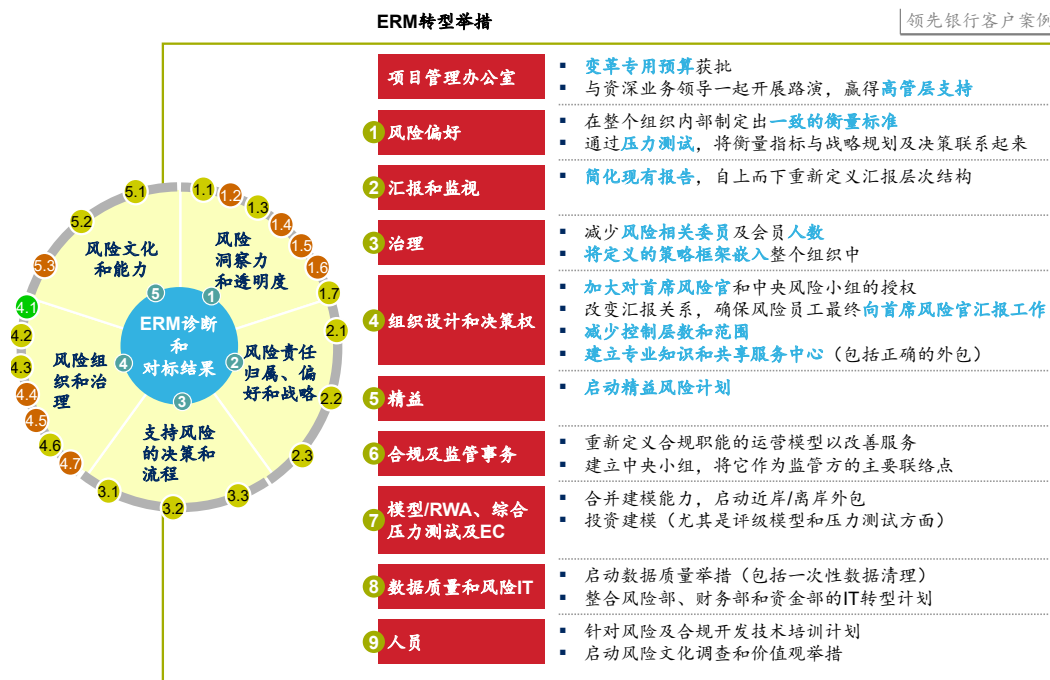 ERM转型举措
领先银行客户案例
项目管理办公室
▪ 变革专用预算获批
▪ 与资深业务领导一起开展路演，赢得高管层支持
1 风险偏好
▪ 在整个组织内部制定出一致的衡量标准
▪ 通过压力测试，将衡量指标与战略规划及决策联系起来
2 汇报和监视
▪ 简化现有报告，自上而下重新定义汇报层次结构
3 治理
▪ 减少风险相关委员及会员人数
▪ 将定义的策略框架嵌入整个组织中
4 组织设计和决策权
▪ 加大对首席风险官和中央风险小组的授权
▪ 改变汇报关系，确保风险员工最终向首席风险官汇报工作
▪ 减少控制层数和范围
▪ 建立专业知识和共享服务中心（包括正确的外包）
5 精益
▪ 启动精益风险计划
6 合规及监管事务
▪ 重新定义合规职能的运营模型以改善服务
▪ 建立中央小组，将它作为监管方的主要联络点
7 模型/RWA、综合
压力测试及EC
▪ 合并建模能力，启动近岸/离岸外包
▪ 投资建模（尤其是评级模型和压力测试方面）
8 数据质量和风险IT
▪ 启动数据质量举措（包括一次性数据清理）
▪ 整合风险部、财务部和资金部的IT转型计划
9 人员
▪ 针对风险及合规开发技术培训计划
▪ 启动风险文化调查和价值观举措
ERM诊断
和
对标结果
1
风险
洞察力
和透明度
1.1
1.2
1.3
1.4
1.5
1.6
1.7
2
风险责任
归属、偏
好和战略
2.1
2.2
2.3
3
支持风险
的决策和
流程
3.3
3.2
3.1
4
风险组
织和治
理
4.7
4.6
4.5
4.4
4.3
4.2
4.1
5
风险文化
和能力
5.3
5.2
5.1